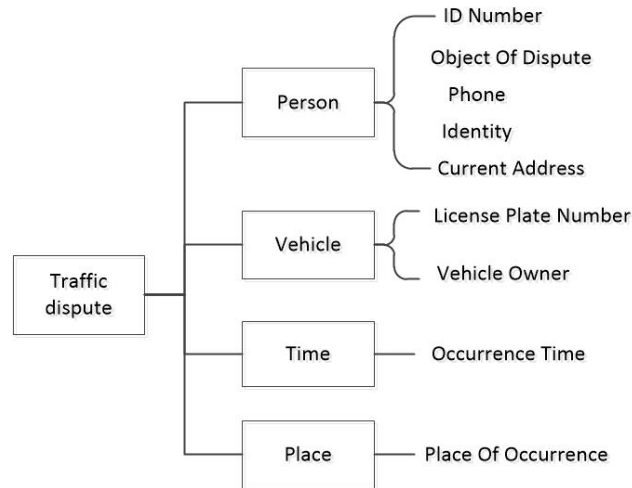 ID Number
Object Of Dispute
Person
Phone
Identity
Current Address
License Plate Number
Vehicle
Vehicle Owner
Traffic
dispute
Time
Occurrence Time
Place
Place Of Occurrence